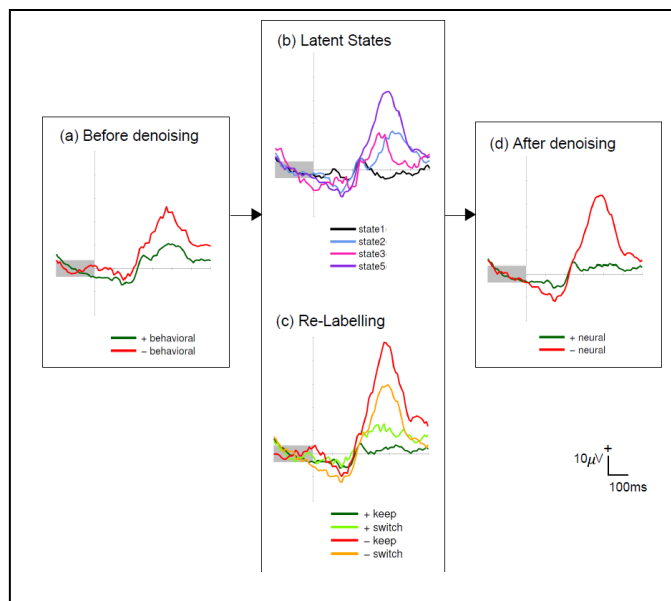 (b) Latent States
(a) Before denoising
(d) After denoising
state1
state2
state3
state5
+ behavioral
− behavioral
(c) Re-Labelling
+ neural
− neural
+
10μV
100ms
+ keep
+ switch
− keep
− switch